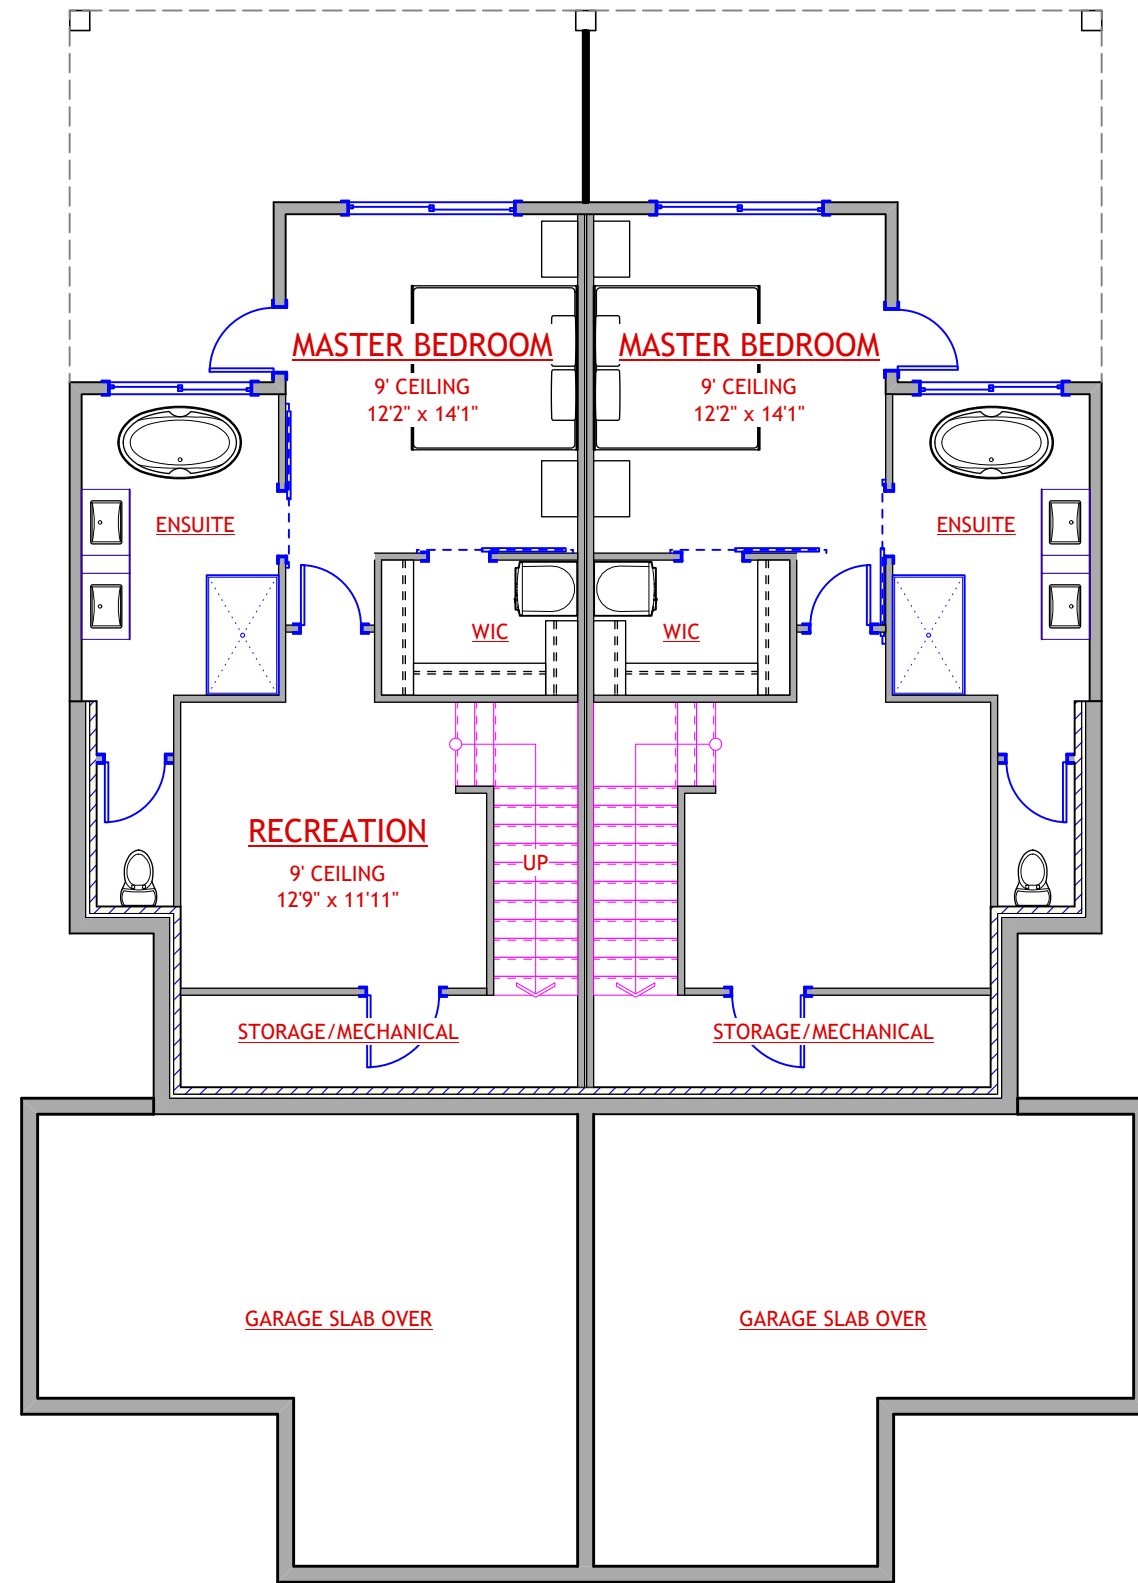 MASTER BEDROOM
9' CEILING
12'2" x 14'1"
MASTER BEDROOM
9' CEILING
12'2" x 14'1"
ENSUITE
ENSUITE
WIC
WIC
RECREATION
9' CEILING
12'9" x 11'11"
UP
STORAGE/MECHANICAL
STORAGE/MECHANICAL
GARAGE SLAB OVER
GARAGE SLAB OVER